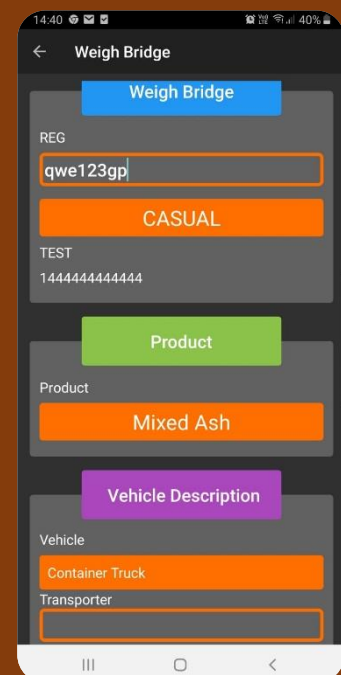 14:40 40%
Weigh Bridge
Weigh Bridge
REG
qwe123gp
CASUAL
TEST
1444444444444
Product
Product
Mixed Ash
Vehicle Description
Vehicle
Container Truck
Transporter